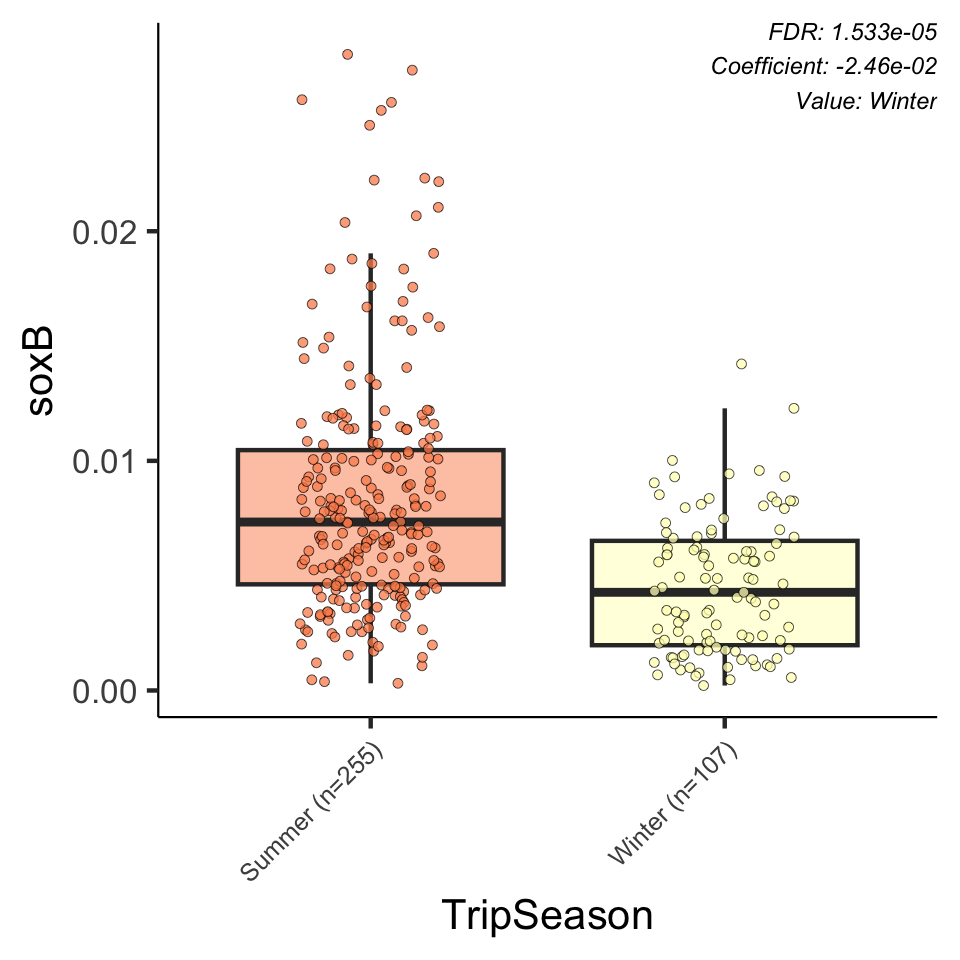 FDR: 1.533e-05
Coefficient: -2.46e-02
Value: Winter
0.02
0.01
0.00
soxB
Summer (n=255)
Winter (n=107)
TripSeason